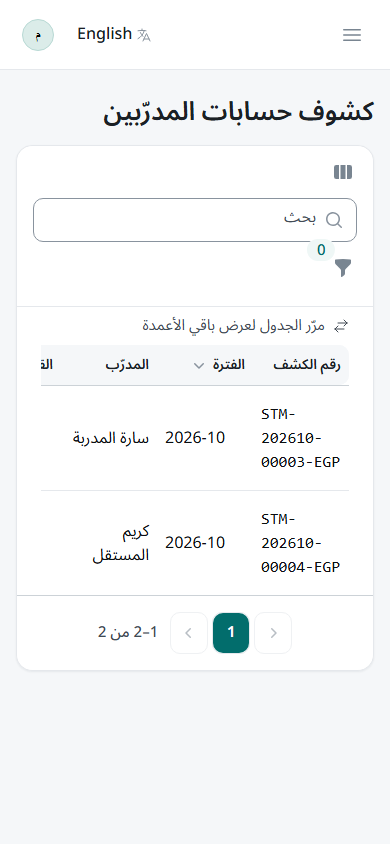 م
English
كشوف حسابات المدرّبين
بحث
0
مرّر الجدول لعرض باقي الأعمدة
رقم الكشف الفترة المدرّب
STM-202610-00003-EGP 2026-10 سارة المدربة
STM-202610-00004-EGP 2026-10 كريم المستقل
1 1–2 من 2